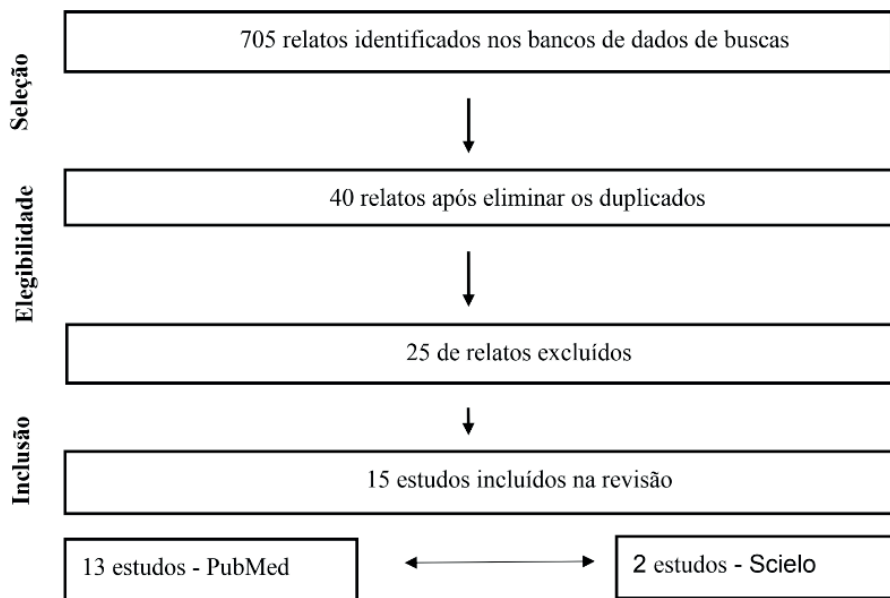 Seleção
705 relatos identificados nos bancos de dados de buscas
Elegibilidade
40 relatos após eliminar os duplicados
25 de relatos excluídos
Inclusão
15 estudos incluídos na revisão
13 estudos - PubMed
2 estudos - Scielo